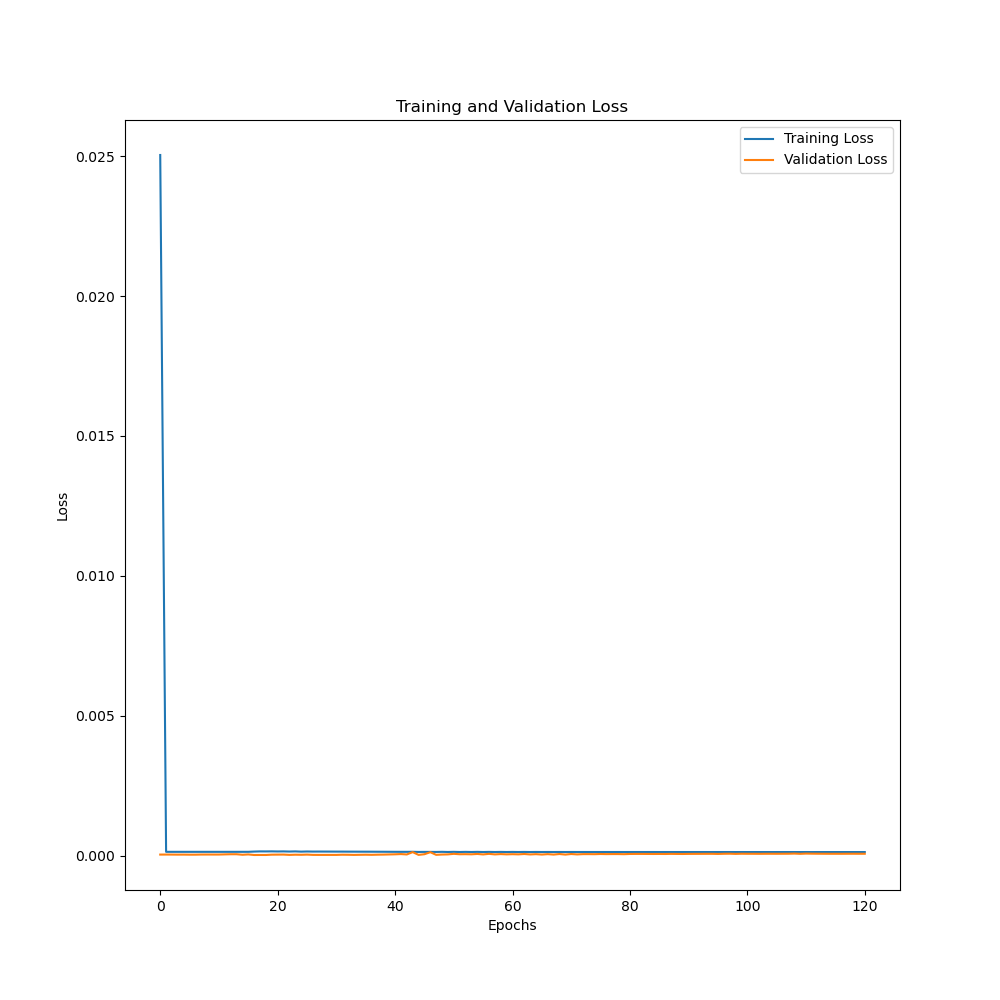 Training and Validation Loss
Training Loss
Validation Loss
0.025
0.020
0.015
0.010
0.005
0.000
Loss
0 20 40 60 80 100 120
Epochs